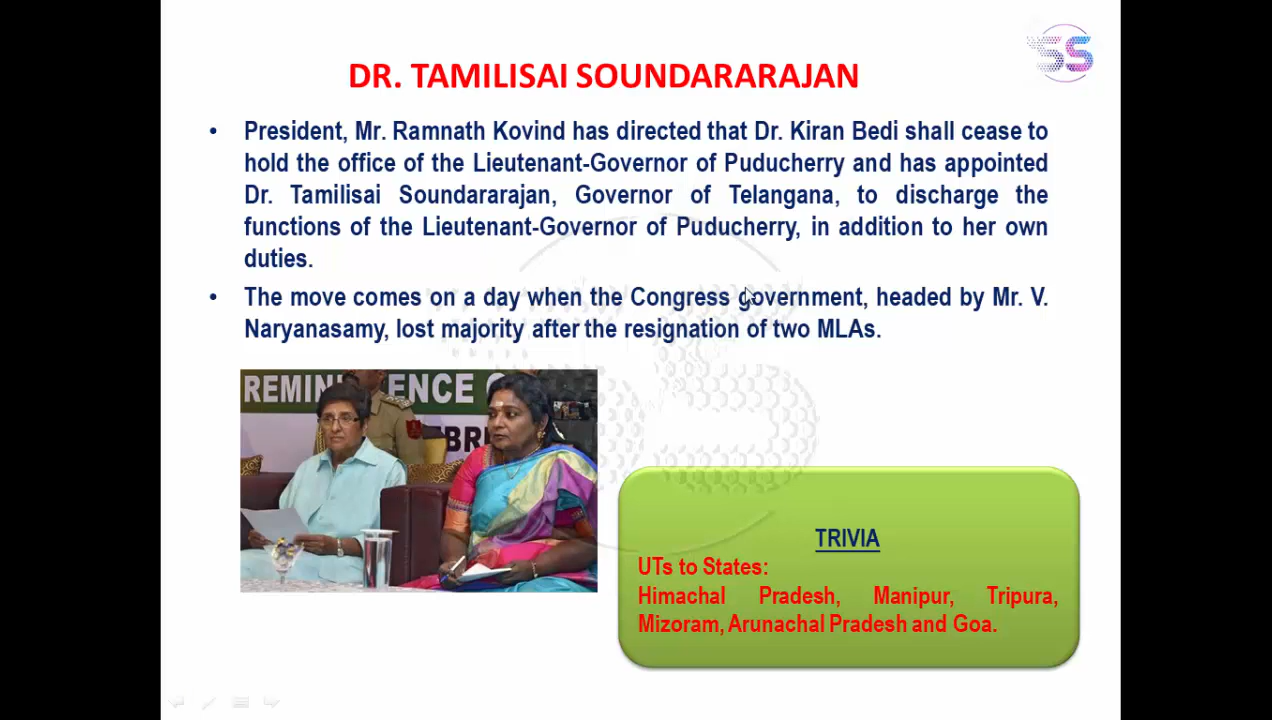 SS
DR. TAMILISAI SOUNDARARAJAN
• President, Mr. Ramnath Kovind has directed that Dr. Kiran Bedi shall cease to
hold the office of the Lieutenant-Governor of Puducherry and has appointed
Dr. Tamilisai Soundararajan, Governor of Telangana, to discharge the
functions of the Lieutenant-Governor of Puducherry, in addition to her own
duties.
• The move comes on a day when the Congress government, headed by Mr. V.
Naryanasamy, lost majority after the resignation of two MLAs.
REMINI ENCE
EBR
TRIVIA
UTs to States:
Himachal Pradesh, Manipur, Tripura,
Mizoram, Arunachal Pradesh and Goa.